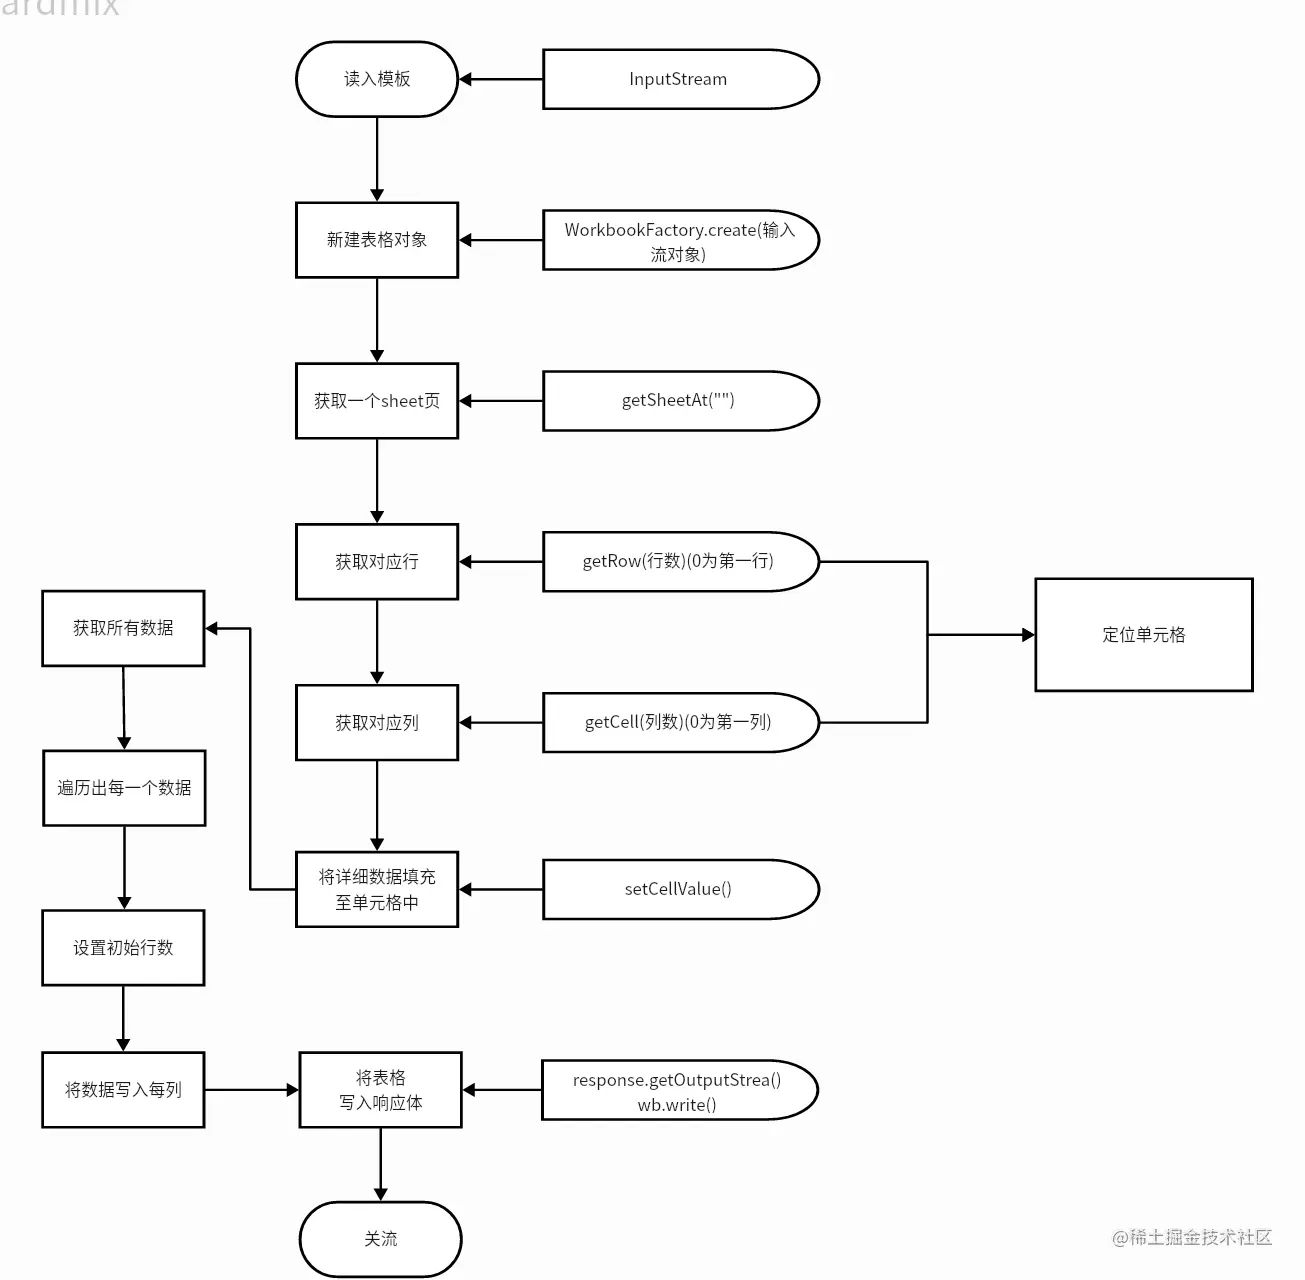 ardmix
读入模板
InputStream
新建表格对象
WorkbookFactory.create(输入
流对象)
获取一个sheet页
getSheetAt("")
获取对应行
getRow(行数)(0为第一行)
定位单元格
获取所有数据
获取对应列
getCell(列数)(0为第一列)
遍历出每一个数据
将详细数据填充
至单元格中
setCellValue()
设置初始行数
将数据写入每列
将表格
写入响应体
response.getOutputStrea()
wb.write()
关流
@稀土掘金技术社区